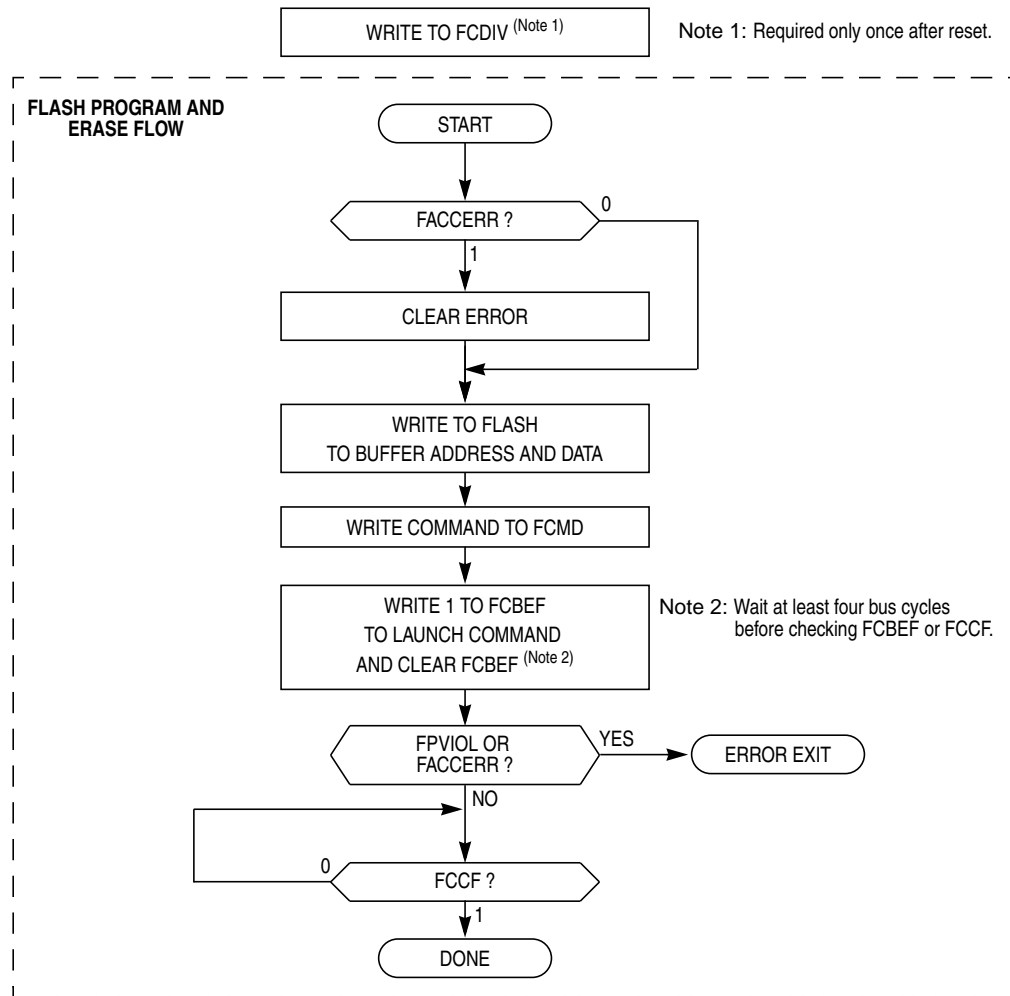 WRITE TO FCDIV (Note 1)
Note 1: Required only once after reset.
FLASH PROGRAM AND
ERASE FLOW
START
FACCERR ?
0
1
CLEAR ERROR
WRITE TO FLASH
TO BUFFER ADDRESS AND DATA
WRITE COMMAND TO FCMD
WRITE 1 TO FCBEF
TO LAUNCH COMMAND
AND CLEAR FCBEF (Note 2)
Note 2: Wait at least four bus cycles
before checking FCBEF or FCCF.
FPVIOL OR
FACCERR ?
YES
ERROR EXIT
NO
0
FCCF ?
1
DONE